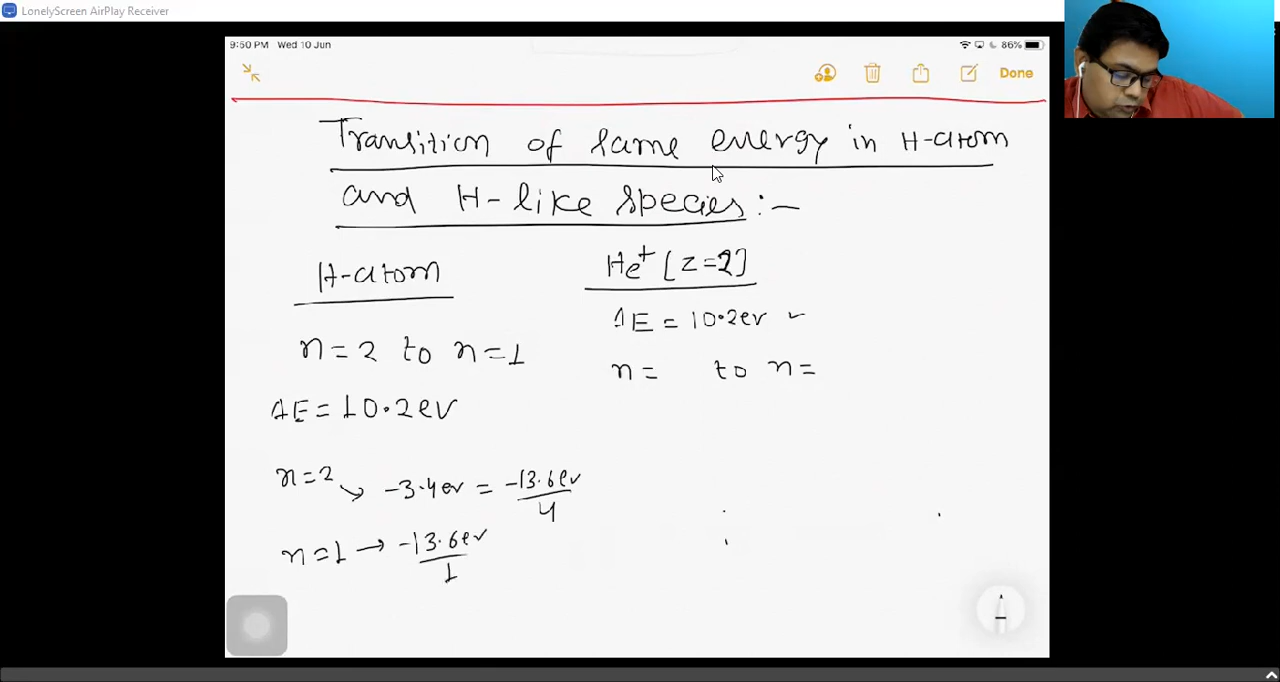 LonelyScreen AirPlay Receiver
9:50 PM Wed 10 Jun
86%
Done
Transition of same energy in H-atom
and H-like species:-
H-atom
He+ [z=2]
ΔE = 10.2ev
n=2 to n=1
n= to n=
ΔE = 10.2ev
n=2 → -3.4ev = -13.6ev/4
n=1 → -13.6ev/1